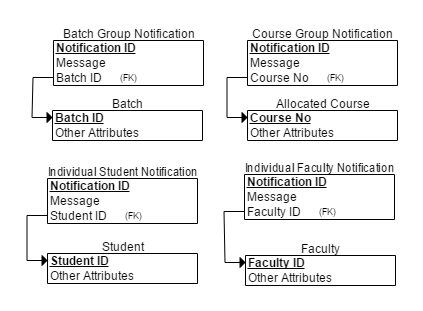 Batch Group Notification
Notification ID
Message
Batch ID (FK)
Batch
Batch ID
Other Attributes
Course Group Notification
Notification ID
Message
Course No (FK)
Allocated Course
Course No
Other Attributes
Individual Student Notification
Notification ID
Message
Student ID (FK)
Student
Student ID
Other Attributes
Individual Faculty Notification
Notification ID
Message
Faculty ID (FK)
Faculty
Faculty ID
Other Attributes